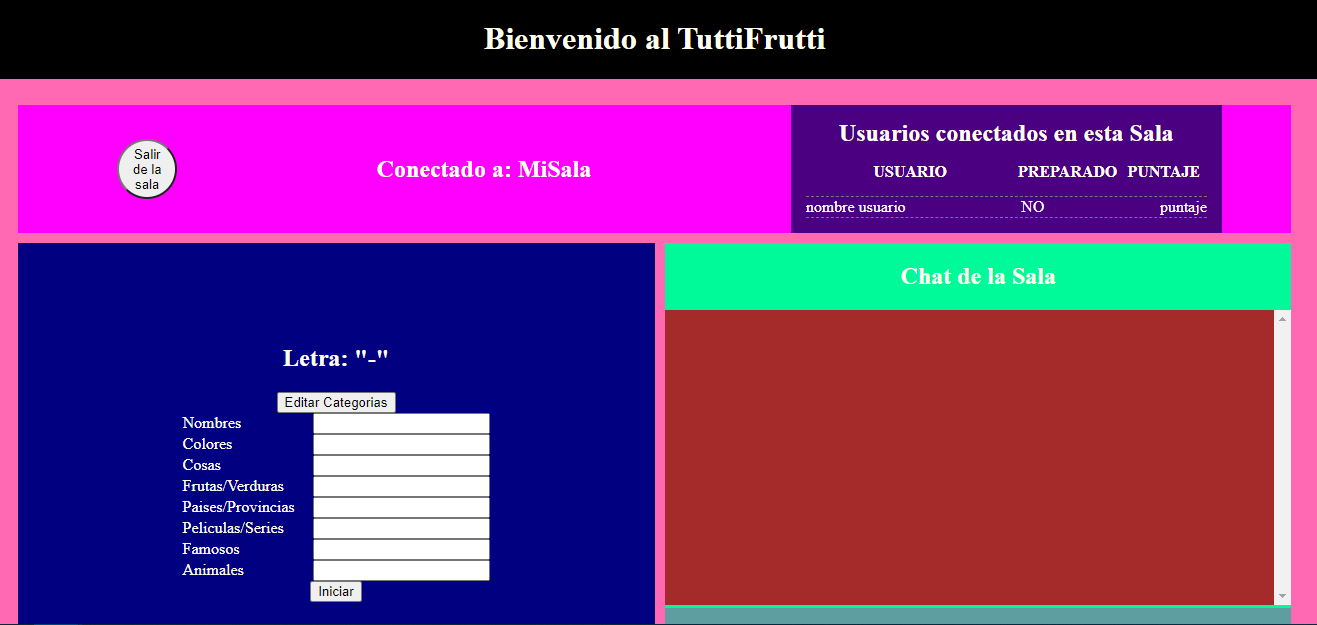 Bienvenido al TuttiFrutti
Salir
de la
sala
Conectado a: MiSala
Usuarios conectados en esta Sala
USUARIO PREPARADO PUNTAJE
nombre usuario NO puntaje
Letra: "-"
Editar Categorias
Nombres
Colores
Cosas
Frutas/Verduras
Paises/Provincias
Peliculas/Series
Famosos
Animales
Iniciar
Chat de la Sala